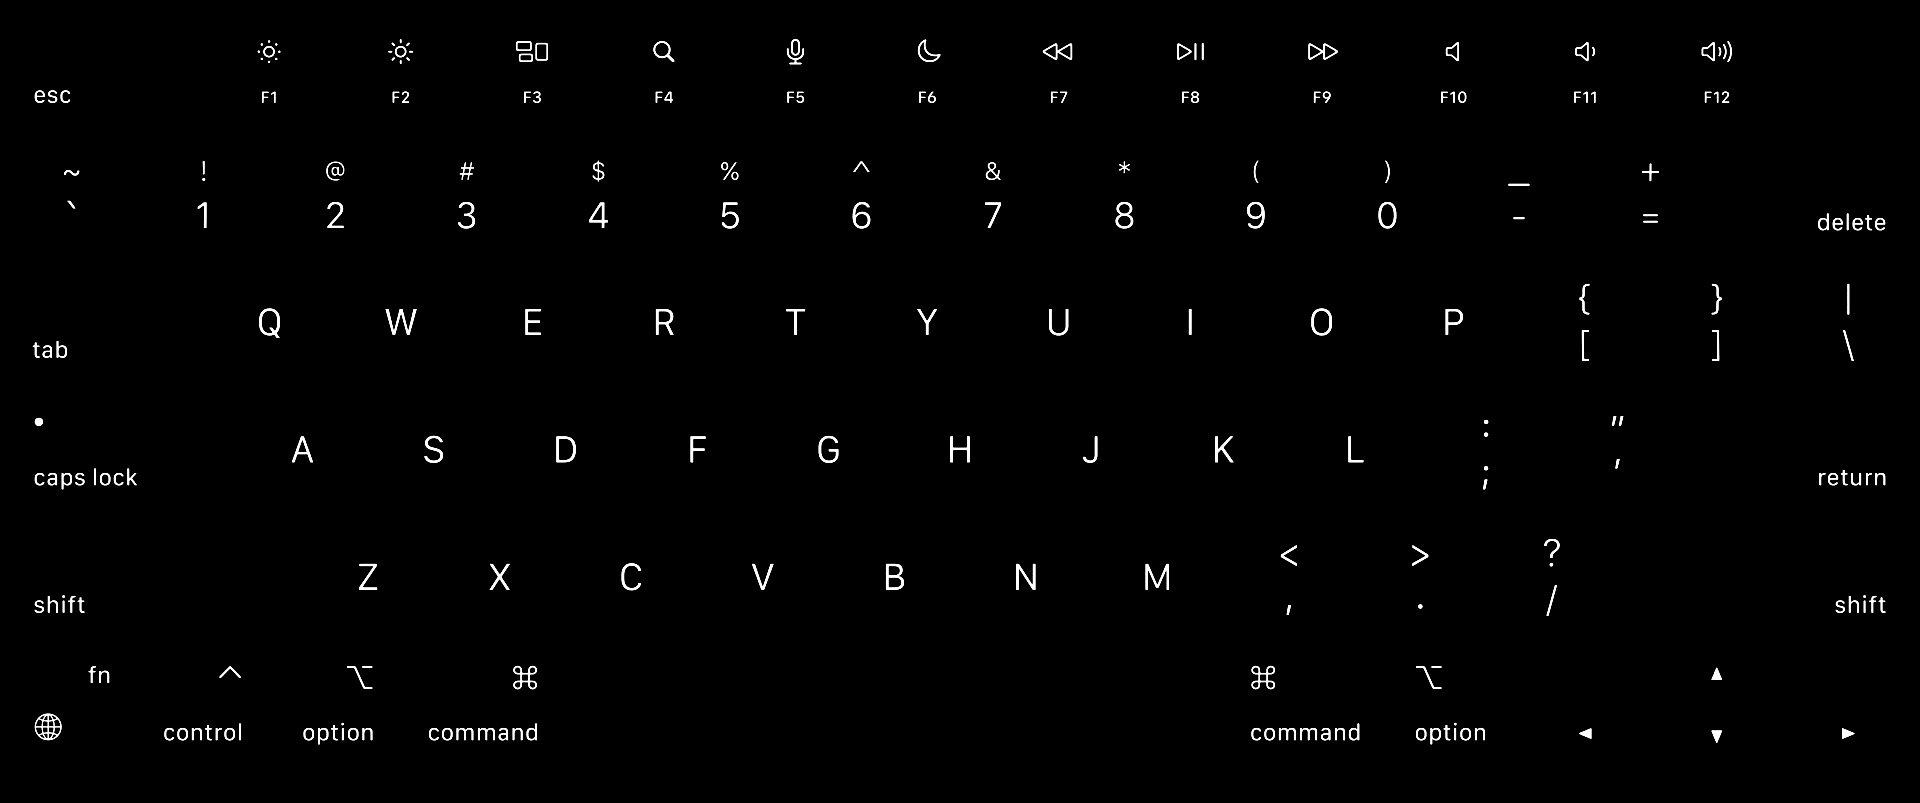 F1 F2 F3 F4 F5 F6 F7 F8 F9 F10 F11 F12
esc
~ ! @ # $ % ^ & * ( ) _ +
` 1 2 3 4 5 6 7 8 9 0 - =
delete
{ } |
Q W E R T Y U I O P
tab
[ ] \
: "
A S D F G H J K L
; '
caps lock return
< > ?
Z X C V B N M
, . /
shift shift
fn ^ ⌥ ⌘ ⌘ ⌥ ▲
control option command command option ◀ ▼ ▶